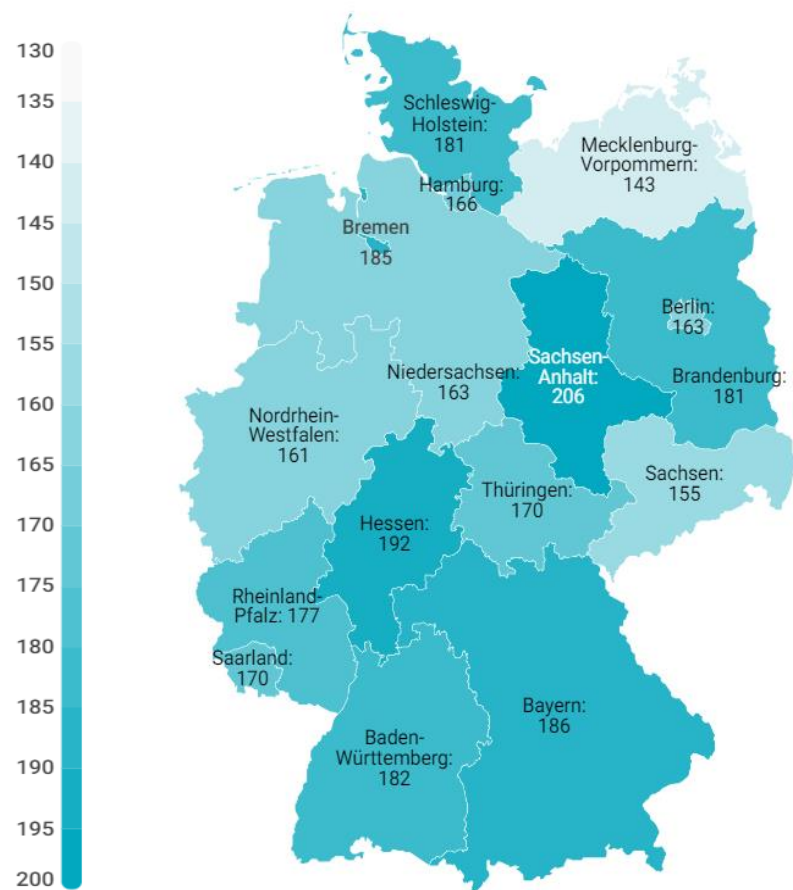 130
135
140
145
150
155
160
165
170
175
180
185
190
195
200
Schleswig-
Holstein:
181
Mecklenburg-
Vorpommern:
143
Hamburg:
166
Bremen
185
Berlin:
163
Sachsen-
Anhalt:
206
Niedersachsen:
163
Brandenburg:
181
Nordrhein-
Westfalen:
161
Sachsen:
155
Thüringen:
170
Hessen:
192
Rheinland-
Pfalz: 177
Saarland:
170
Bayern:
186
Baden-
Württemberg:
182